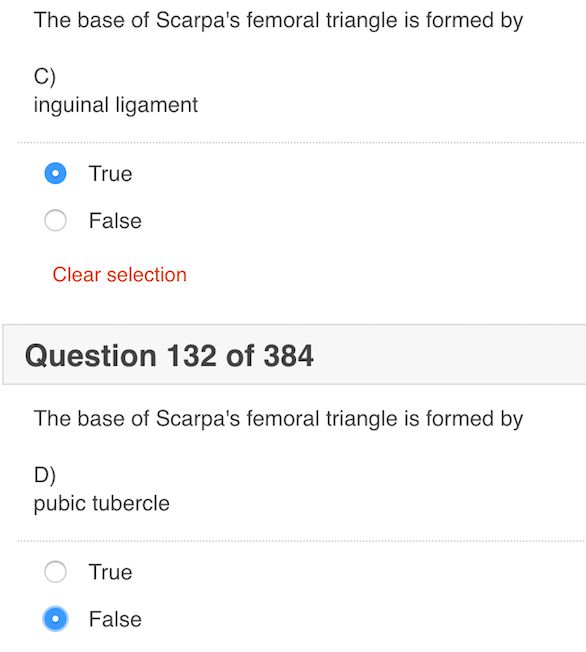 The base of Scarpa's femoral triangle is formed by
C)
inguinal ligament
True
False
Clear selection
Question 132 of 384
The base of Scarpa's femoral triangle is formed by
D)
pubic tubercle
True
False